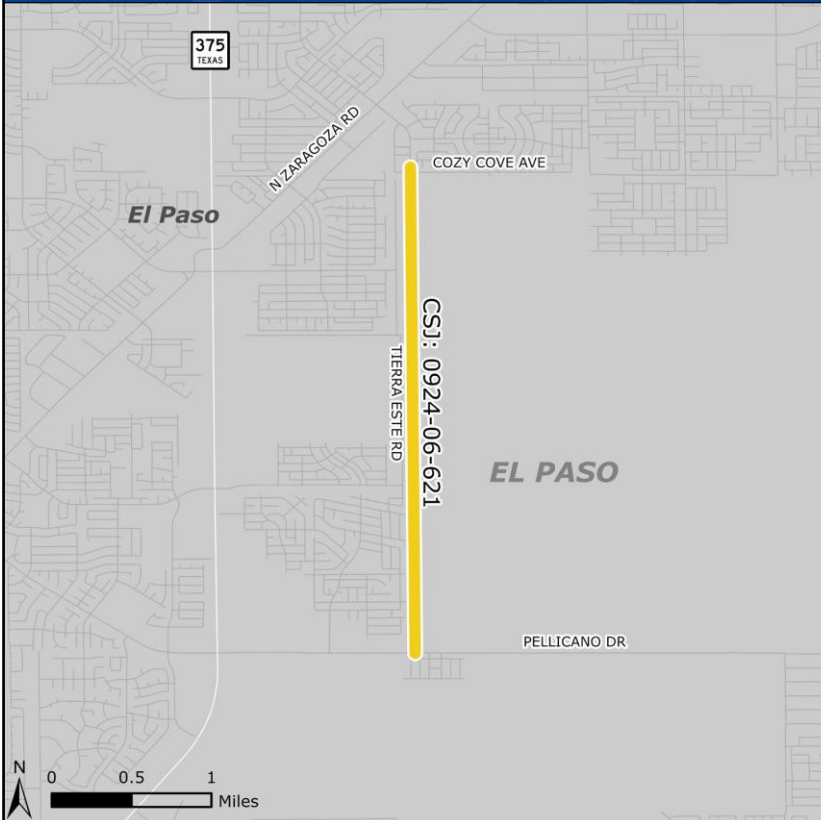 375
TEXAS
N ZARAGOZA RD
COZY COVE AVE
El Paso
CSJ: 0924-06-621
TIERRA ESTE RD
EL PASO
PELLICANO DR
N
0 0.5 1
Miles